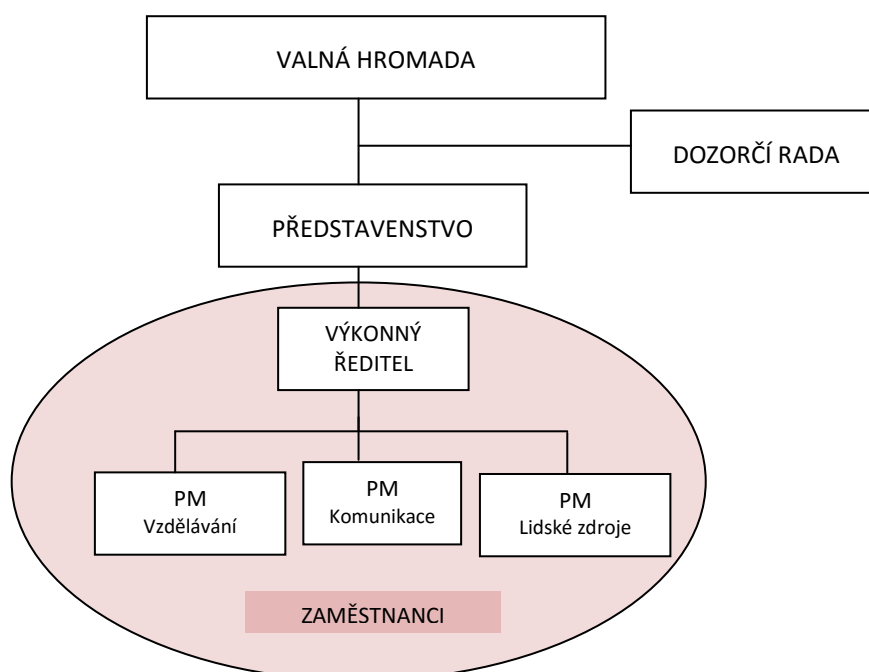 VALNÁ HROMADA
DOZORČÍ RADA
PŘEDSTAVENSTVO
VÝKONNÝ
ŘEDITEL
PM
Vzdělávání
PM
Komunikace
PM
Lidské zdroje
ZAMĚSTNANCI